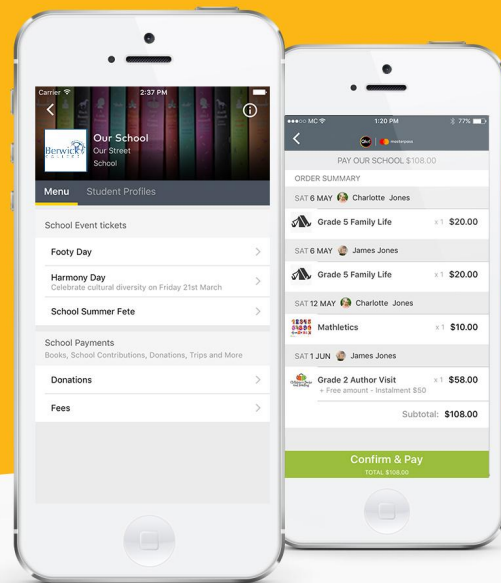 Carrier 2:37 PM
Berwick
COLLEGE
Our School
Our Street
School
Menu Student Profiles
School Event tickets
Footy Day
Harmony Day
Celebrate cultural diversity on Friday 21st March
School Summer Fete
School Payments
Books, School Contributions, Donations, Trips and More
Donations
Fees
MC 1:20 PM 77%
Qkr! masterpass
PAY OUR SCHOOL $108.00
ORDER SUMMARY
SAT 6 MAY Charlotte Jones
Grade 5 Family Life x 1 $20.00
SAT 6 MAY James Jones
Grade 5 Family Life x 1 $20.00
SAT 12 MAY Charlotte Jones
Mathletics x 1 $10.00
SAT 1 JUN James Jones
Grade 2 Author Visit x 1 $58.00
+ Free amount - Instalment $50
Subtotal: $108.00
Confirm & Pay
TOTAL $108.00